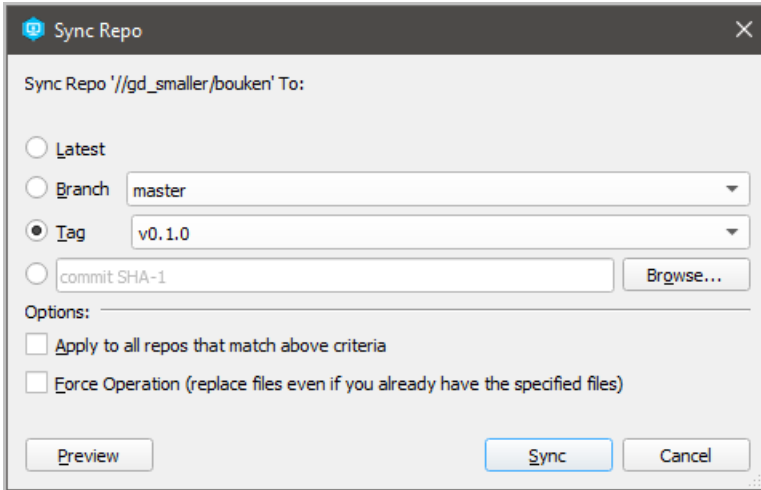 Sync Repo
Sync Repo '//gd_smaller/bouken' To:
Latest
Branch master
Tag v0.1.0
commit SHA-1 Browse...
Options:
Apply to all repos that match above criteria
Force Operation (replace files even if you already have the specified files)
Preview Sync Cancel